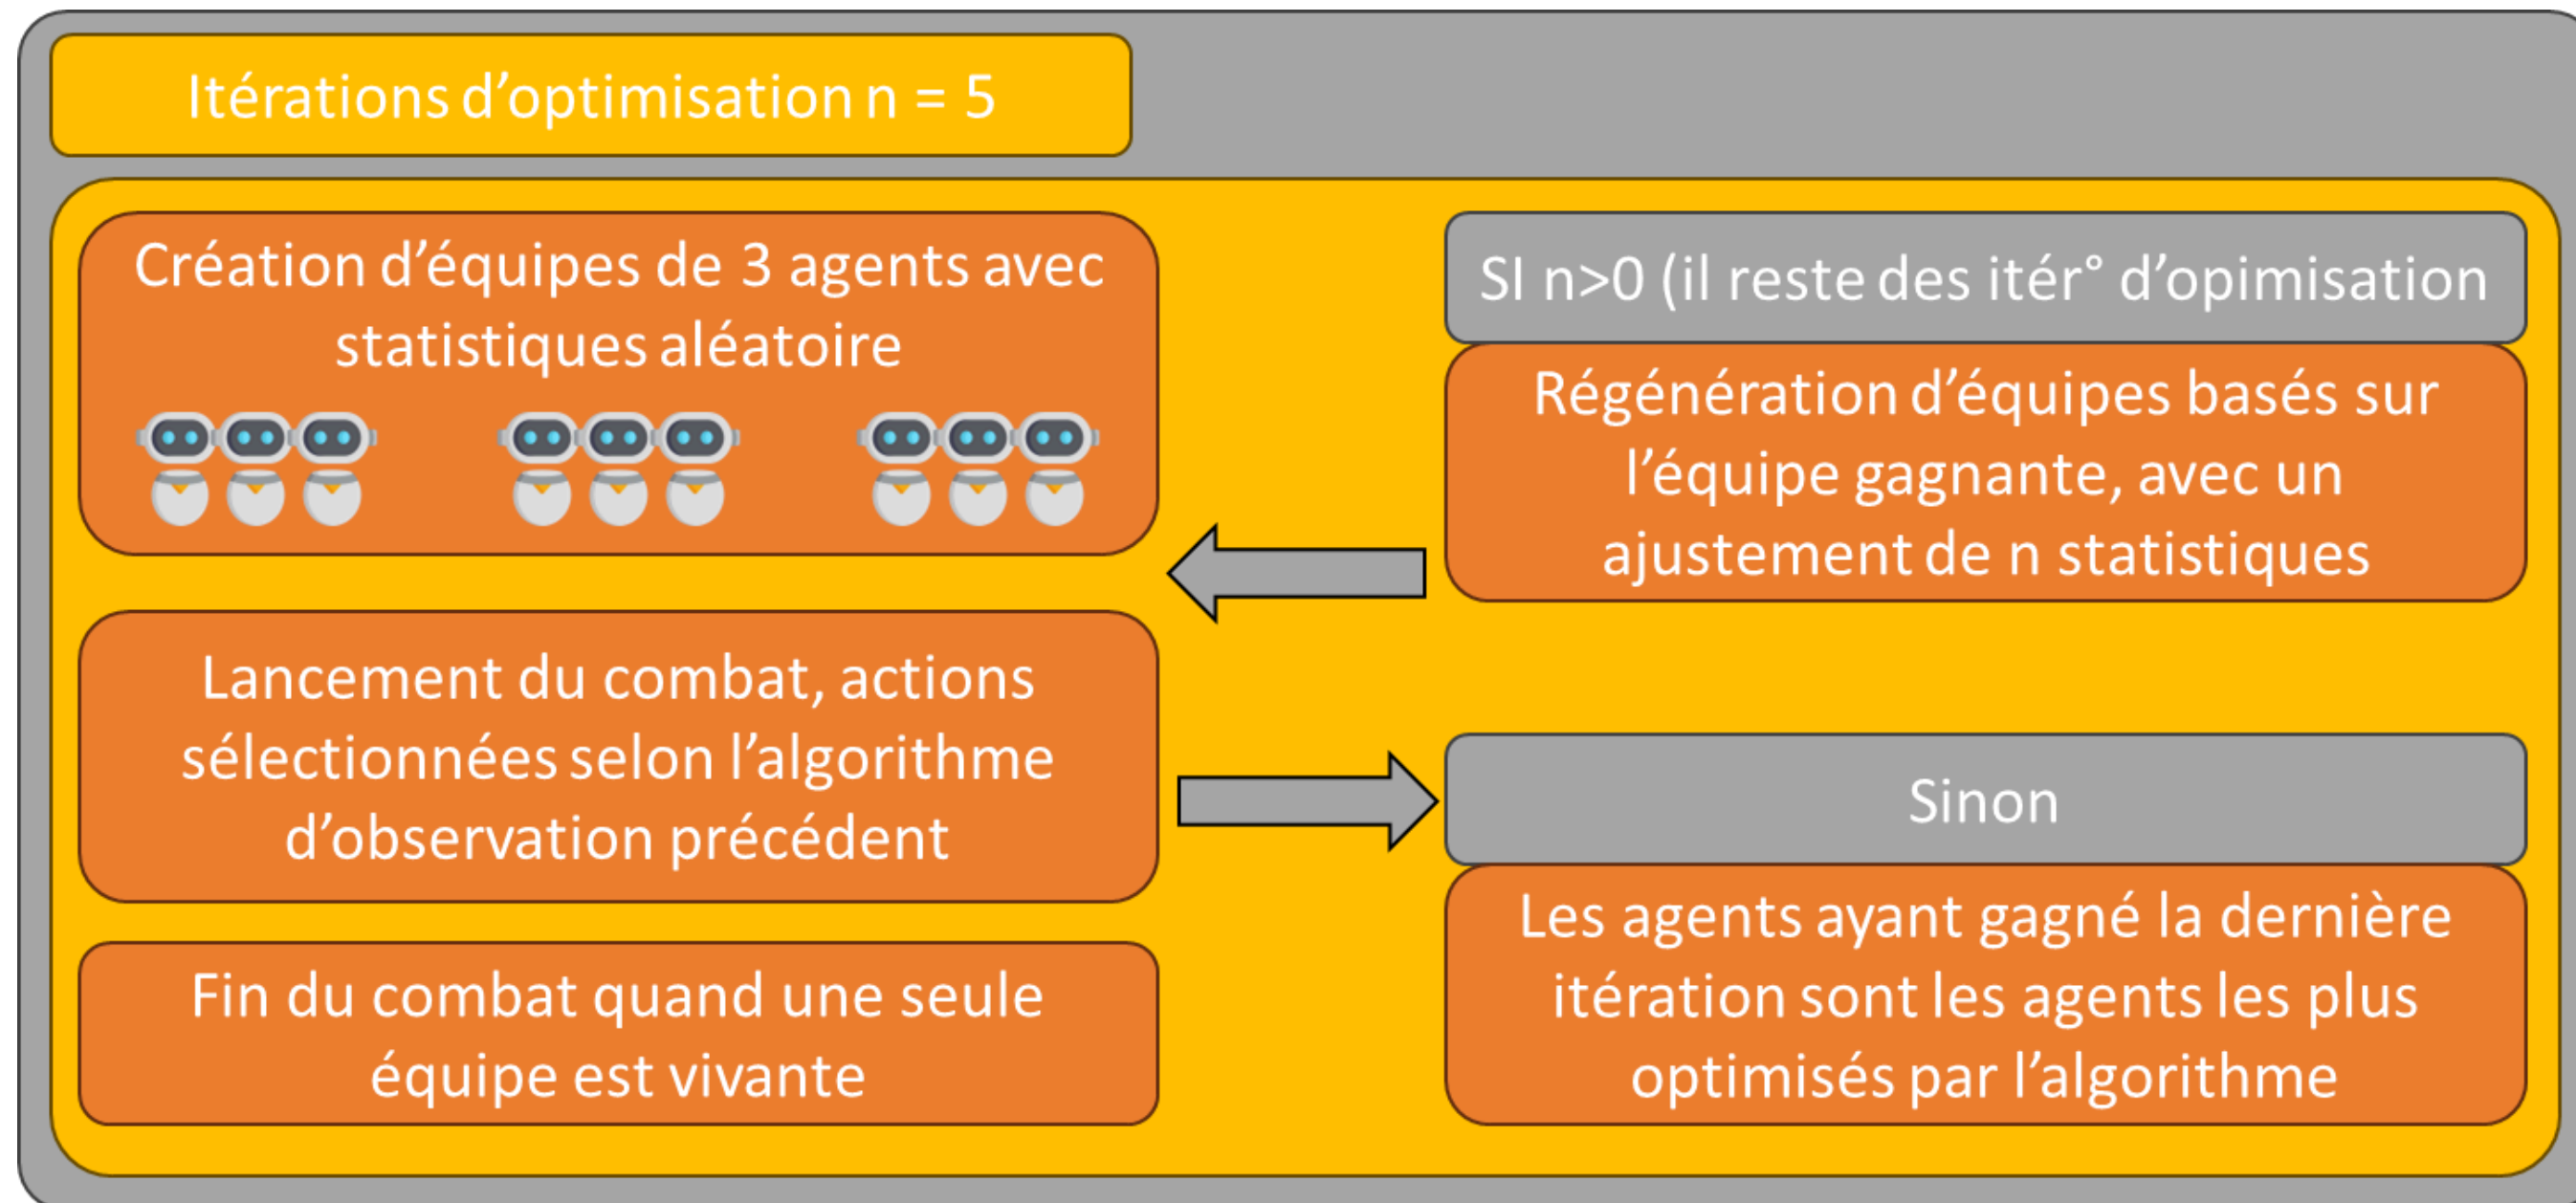 Itérations d’optimisation n = 5
Création d’équipes de 3 agents avec
statistiques aléatoire
Lancement du combat, actions
sélectionnées selon l’algorithme
d’observation précédent
Fin du combat quand une seule
équipe est vivante
SI n>0 (il reste des itér° d’opimisation
Régénération d’équipes basés sur
l’équipe gagnante, avec un
ajustement de n statistiques
Sinon
Les agents ayant gagné la dernière
itération sont les agents les plus
optimisés par l’algorithme